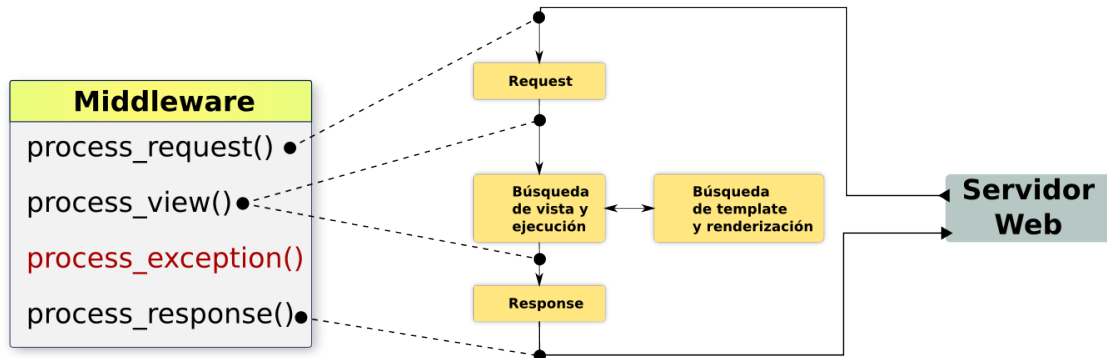 Middleware
process_request()
process_view()
process_exception()
process_response()
Request
Búsqueda
de vista y
ejecución
Búsqueda
de template
y renderización
Response
Servidor
Web